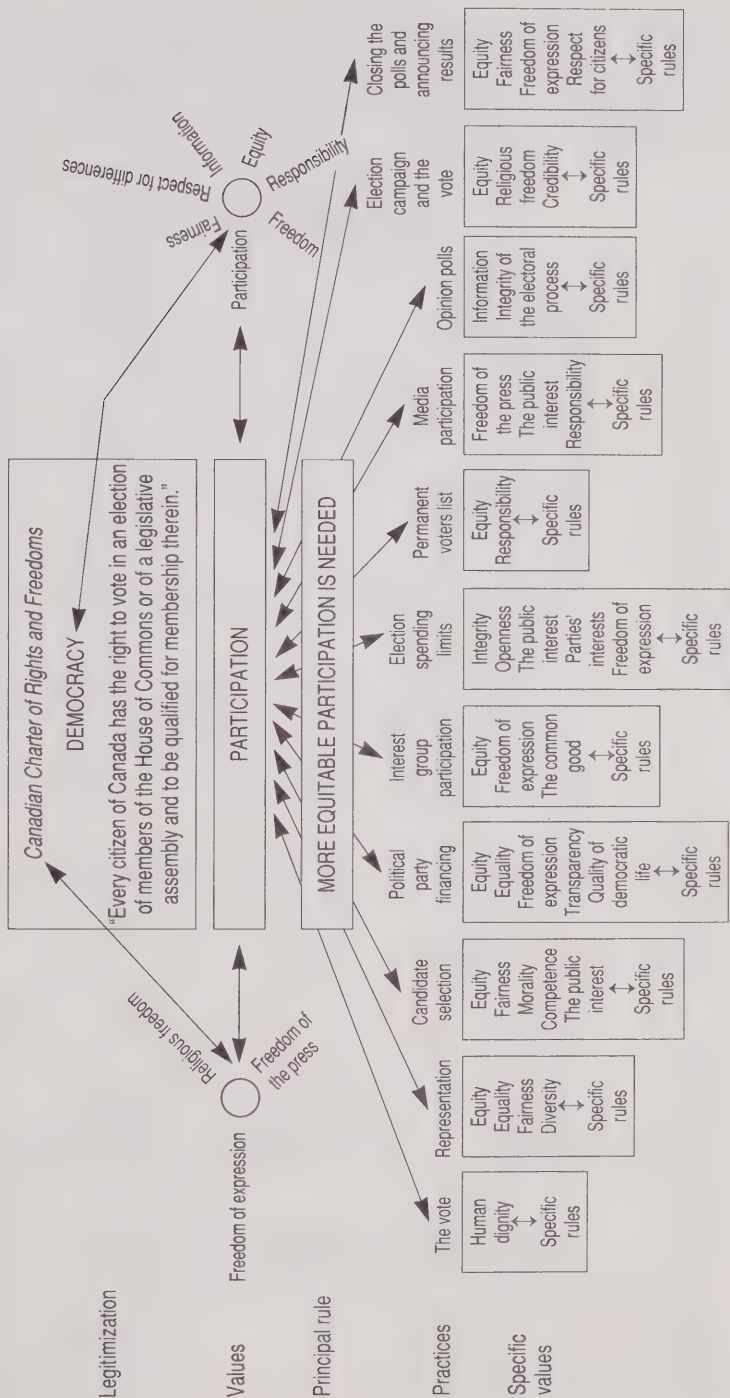 Legitimization
Canadian Charter of Rights and Freedoms
DEMOCRACY
"Every citizen of Canada has the right to vote in an election
of members of the House of Commons or of a legislative
assembly and to be qualified for membership therein."
Values
Freedom of expression
Religious freedom
Freedom of
the press
PARTICIPATION
Participation
Fairness
Respect for differences
Information
Equity
Responsibility
Freedom
Principal rule
MORE EQUITABLE PARTICIPATION IS NEEDED
Practices
The vote
Representation
Candidate
selection
Political
party
financing
Interest
group
participation
Election
spending
limits
Permanent
voters list
Media
participation
Opinion polls
Election
campaign
and the
vote
Closing the
polls and
announcing
results
Specific
values
Human
dignity
Specific
rules
Equity
Equality
Fairness
Diversity
Specific
rules
Equity
Fairness
Morality
Competence
The public
interest
Specific
rules
Equity
Equality
Freedom of
expression
Transparency
Quality of
democratic
life
Specific
rules
Equity
Freedom of
expression
The common
good
Specific
rules
Integrity
Openness
The public
interest
Parties'
interests
Freedom of
expression
Specific
rules
Equity
Responsibility
Specific
rules
Freedom of
the press
The public
interest
Responsibility
Specific
rules
Information
Integrity of
the electoral
process
Specific
rules
Equity
Religious
freedom
Credibility
Specific
rules
Equity
Fairness
Freedom of
expression
Respect
for citizens
Specific
rules